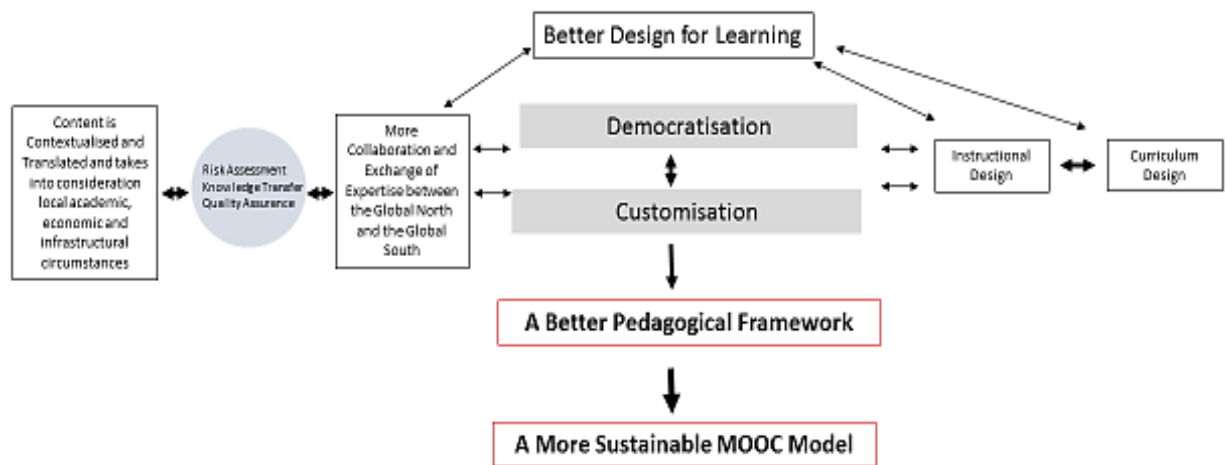 Better Design for Learning
Content is
Contextualised and
Translated and takes
into consideration
local academic,
economic and
infrastructural
circumstances
Risk Assessment
Knowledge Transfer
Quality Assurance
More
Collaboration and
Exchange of
Expertise between
the Global North
and the Global
South
Democratisation
Customisation
Instructional
Design
Curriculum
Design
A Better Pedagogical Framework
A More Sustainable MOOC Model